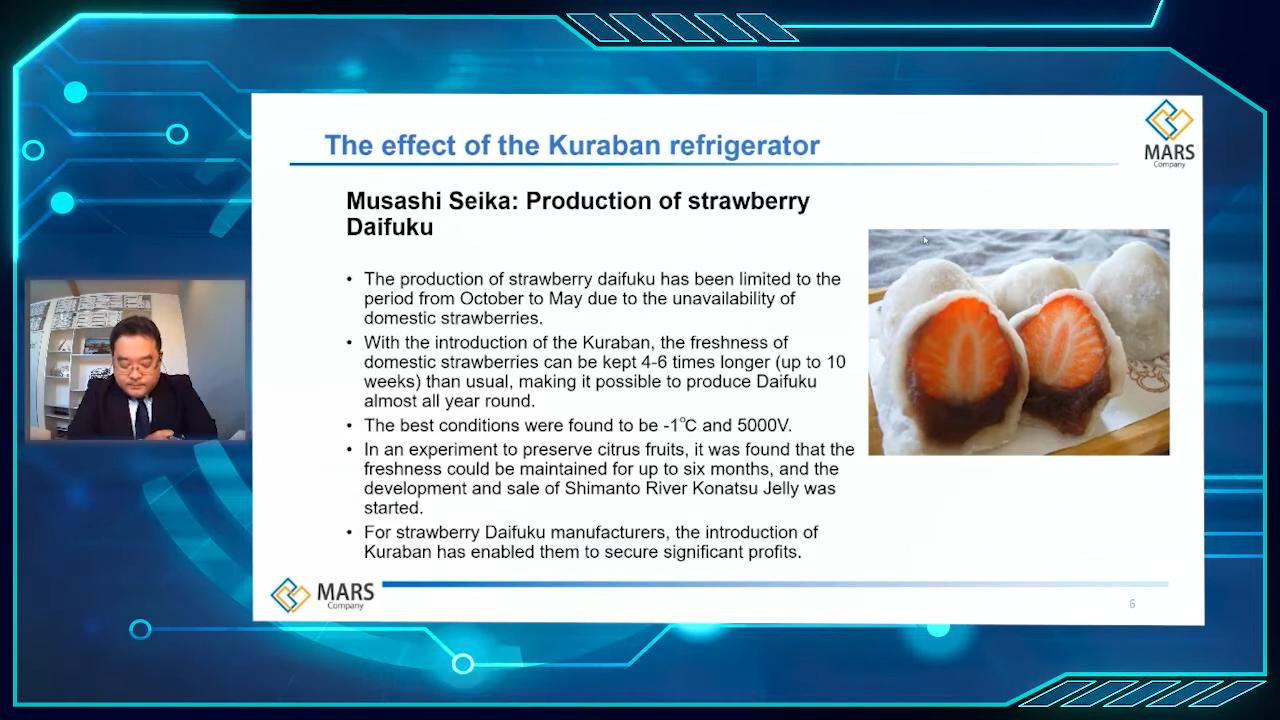 The effect of the Kuraban refrigerator
MARS
Company
Musashi Seika: Production of strawberry
Daifuku
• The production of strawberry daifuku has been limited to the
period from October to May due to the unavailability of
domestic strawberries.
• With the introduction of the Kuraban, the freshness of
domestic strawberries can be kept 4-6 times longer (up to 10
weeks) than usual, making it possible to produce Daifuku
almost all year round.
• The best conditions were found to be -1℃ and 5000V.
• In an experiment to preserve citrus fruits, it was found that the
freshness could be maintained for up to six months, and the
development and sale of Shimanto River Konatsu Jelly was
started.
• For strawberry Daifuku manufacturers, the introduction of
Kuraban has enabled them to secure significant profits.
MARS
Company
6